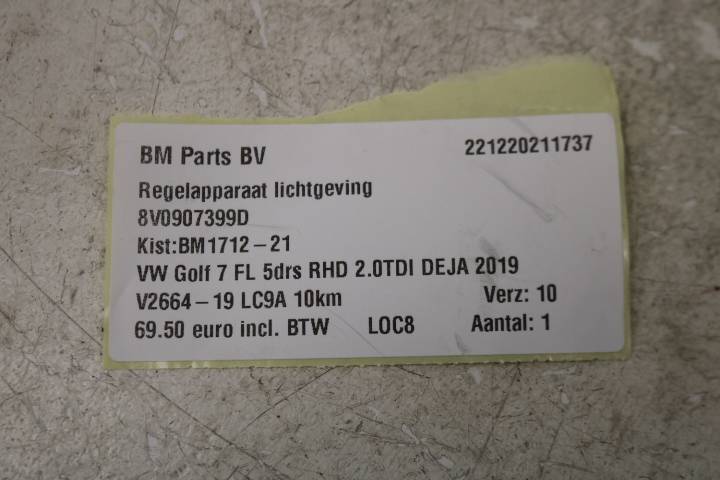 BM Parts BV 221220211737
Regelapparaat lichtgeving
8V0907399D
Kist:BM1712-21
VW Golf 7 FL 5drs RHD 2.0TDI DEJA 2019
V2664-19 LC9A 10km Verz: 10
69.50 euro incl. BTW LOC8 Aantal: 1